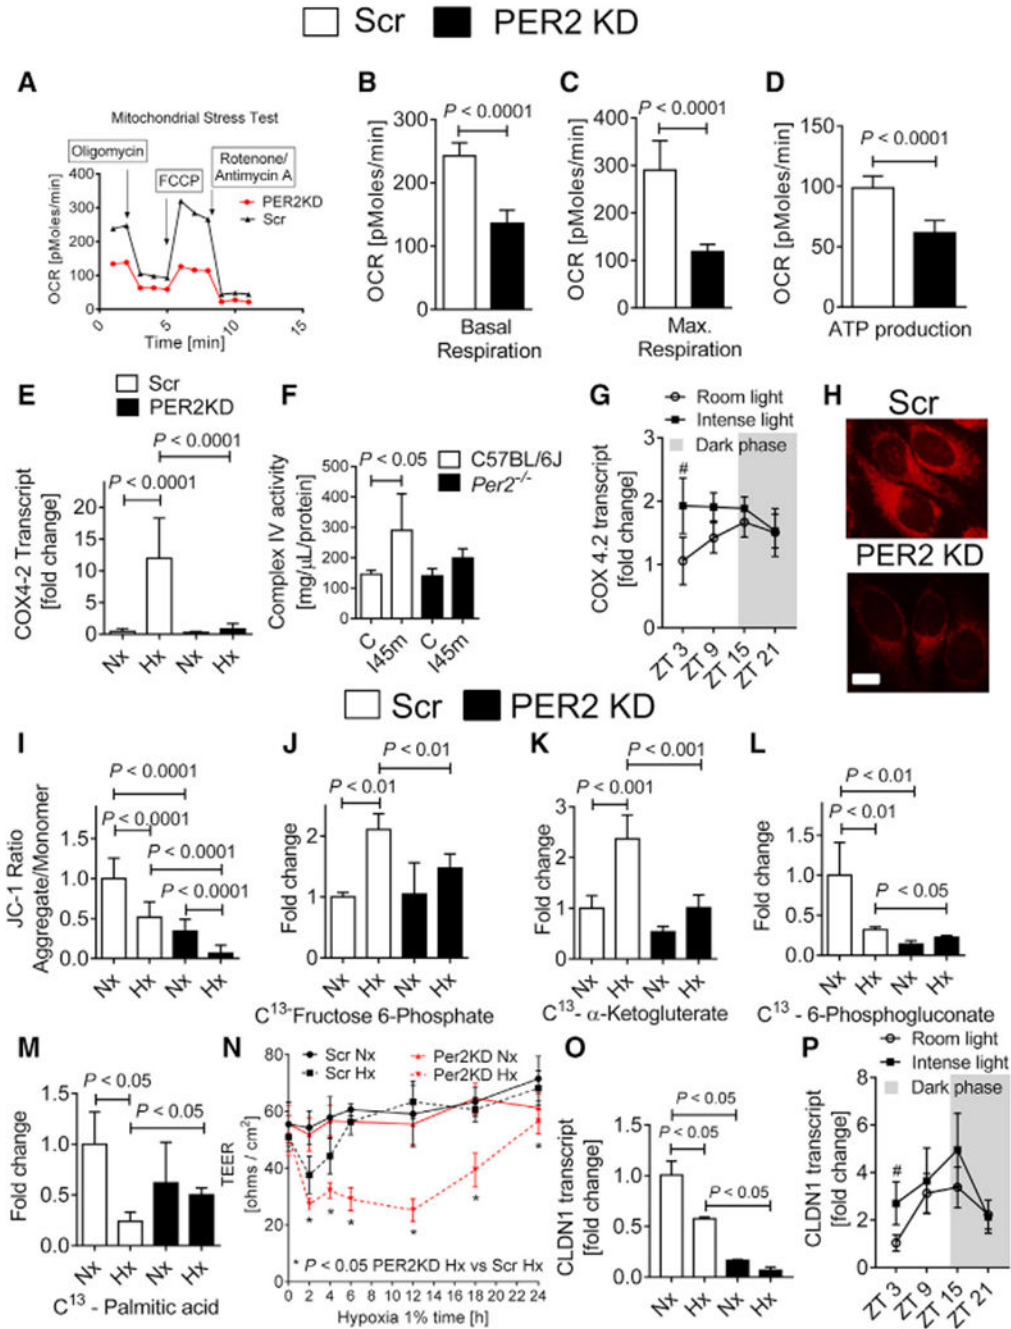 Scr PER2 KD
A
Mitochondrial Stress Test
Oligomycin
FCCP
Rotenone/
Antimycin A
PER2KD
Scr
OCR [pMoles/min]
400
300
200
100
0
0 5 10 15
Time [min]
B
P < 0.0001
OCR [pMoles/min]
300
200
100
0
Basal
Respiration
C
P < 0.0001
OCR [pMoles/min]
400
300
200
100
0
Max.
Respiration
D
P < 0.0001
OCR [pMoles/min]
150
100
50
0
ATP production
E
Scr
PER2KD
P < 0.0001
P < 0.0001
COX4-2 Transcript
[fold change]
20
15
10
5
0
Nx Hx Nx Hx
F
P < 0.05
C57BL/6J
Per2-/-
Complex IV activity
[mg/µL/protein]
500
400
300
200
100
0
C I45m C I45m
G
Room light
Intense light
Dark phase
#
COX 4.2 transcript
[fold change]
3
2
1
0
ZT 3 ZT 9 ZT 15 ZT 21
H
Scr
PER2 KD
Scr PER2 KD
I
P < 0.0001
P < 0.0001
P < 0.0001
P < 0.0001
JC-1 Ratio
Aggregate/Monomer
1.5
1.0
0.5
0.0
Nx Hx Nx Hx
J
P < 0.01
P < 0.01
Fold change
2
1
0
Nx Hx Nx Hx
C13-Fructose 6-Phosphate
K
P < 0.001
P < 0.001
Fold change
3
2
1
0
Nx Hx Nx Hx
C13- α-Ketogluterate
L
P < 0.01
P < 0.01
P < 0.05
Fold change
1.5
1.0
0.5
0.0
Nx Hx Nx Hx
C13 - 6-Phosphogluconate
M
P < 0.05
P < 0.05
Fold change
1.5
1.0
0.5
0.0
Nx Hx Nx Hx
C13 - Palmitic acid
N
Scr Nx Per2KD Nx
Scr Hx Per2KD Hx
TEER
[ohms / cm2]
80
60
40
20
0
* * * * * *
* P < 0.05 PER2KD Hx vs Scr Hx
0 2 4 6 8 10 12 14 16 18 20 22 24
Hypoxia 1% time [h]
O
P < 0.05
P < 0.05
P < 0.05
CLDN1 transcript
[fold change]
1.5
1.0
0.5
0.0
Nx Hx Nx Hx
P
Room light
Intense light
Dark phase
#
CLDN1 transcript
[fold change]
8
6
4
2
0
ZT 3 ZT 9 ZT 15 ZT 21